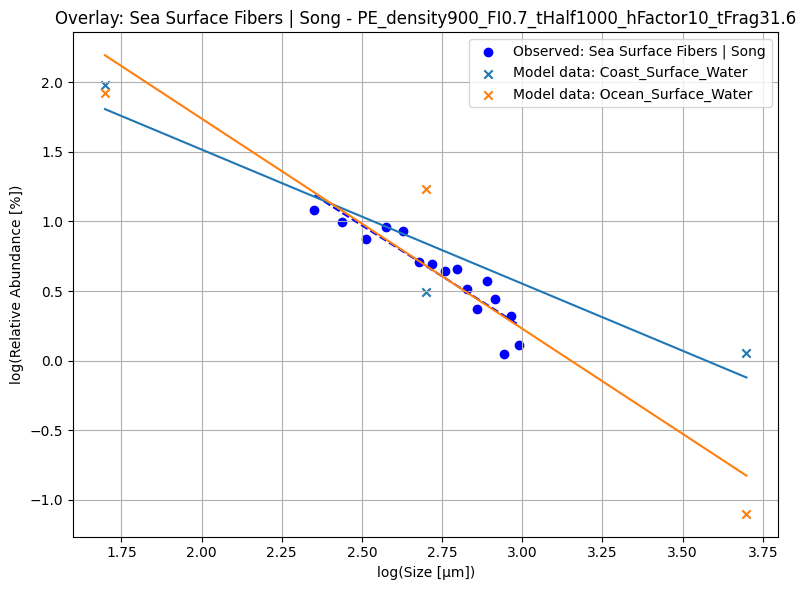 Overlay: Sea Surface Fibers | Song - PE_density900_FI0.7_tHalf1000_hFactor10_tFrag31.6
Observed: Sea Surface Fibers | Song
Model data: Coast_Surface_Water
Model data: Ocean_Surface_Water
log(Relative Abundance [%])
2.0
1.5
1.0
0.5
0.0
−0.5
−1.0
1.75 2.00 2.25 2.50 2.75 3.00 3.25 3.50 3.75
log(Size [μm])